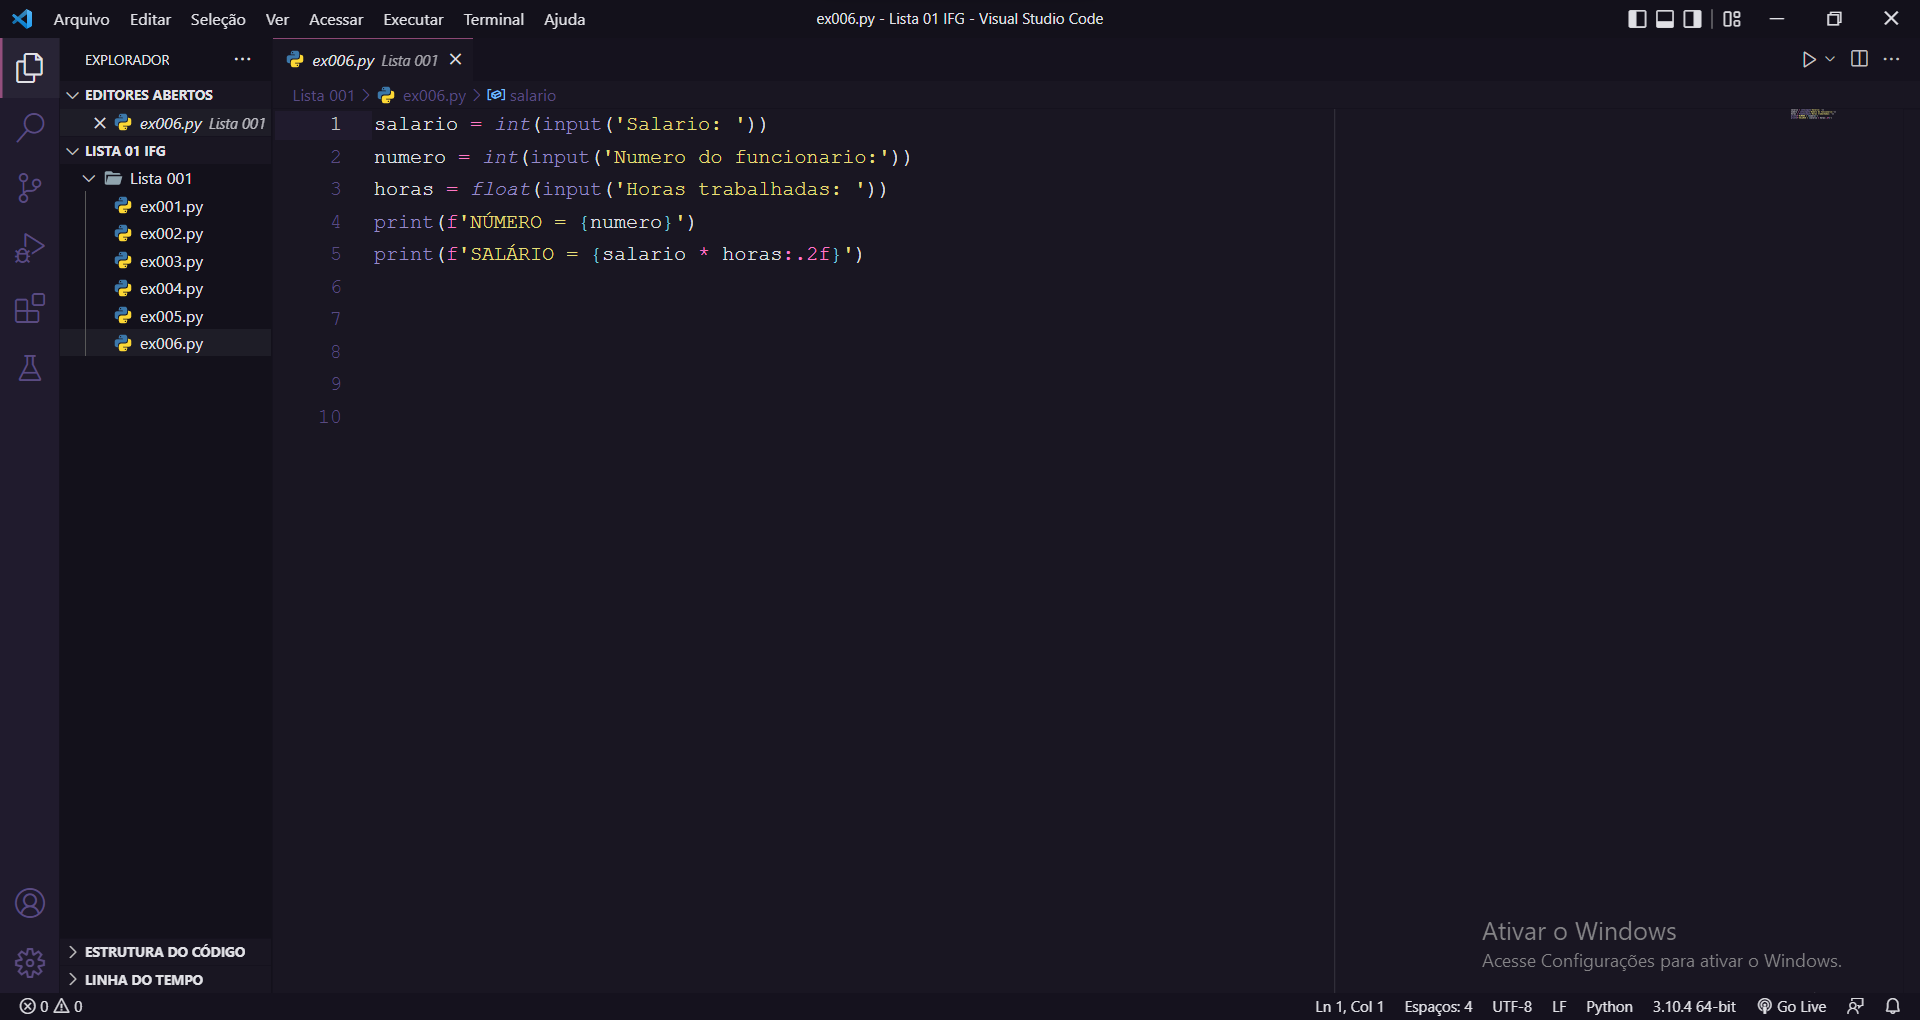 Arquivo Editar Seleção Ver Acessar Executar Terminal Ajuda
ex006.py - Lista 01 IFG - Visual Studio Code
EXPLORADOR
EDITORES ABERTOS
ex006.py Lista 001
LISTA 01 IFG
Lista 001
ex001.py
ex002.py
ex003.py
ex004.py
ex005.py
ex006.py
ESTRUTURA DO CÓDIGO
LINHA DO TEMPO
ex006.py Lista 001
Lista 001 > ex006.py > salario
1 salario = int(input('Salario: '))
2 numero = int(input('Numero do funcionario:'))
3 horas = float(input('Horas trabalhadas: '))
4 print(f'NÚMERO = {numero}')
5 print(f'SALÁRIO = {salario * horas:.2f}')
6
7
8
9
10
Ativar o Windows
Acesse Configurações para ativar o Windows.
0 0
Ln 1, Col 1 Espaços: 4 UTF-8 LF Python 3.10.4 64-bit Go Live